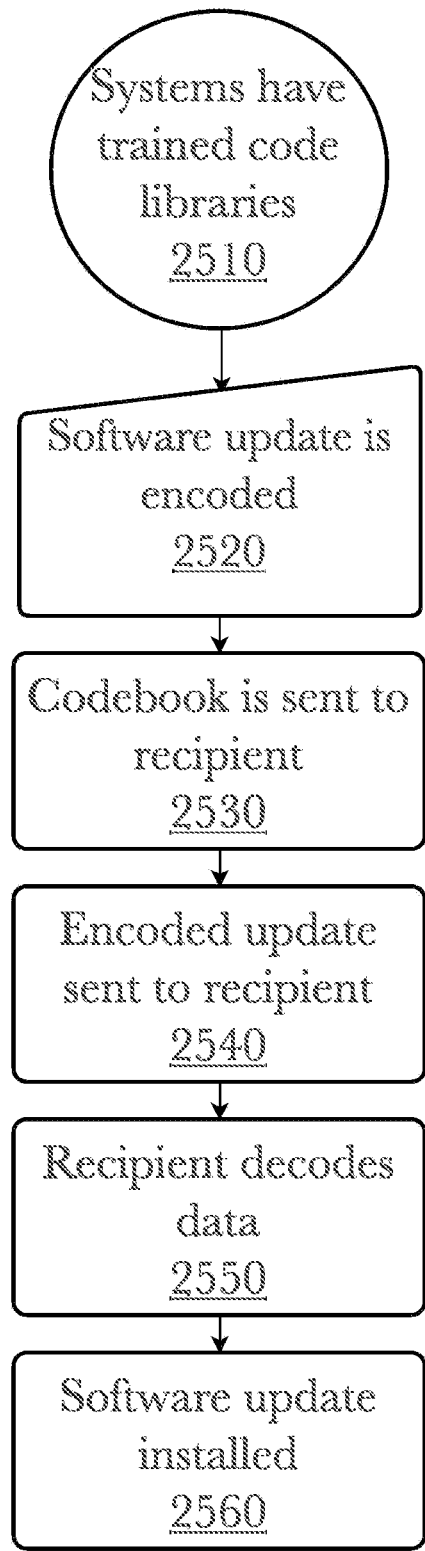 Systems have
trained code
libraries
2510
Software update is
encoded
2520
Codebook is sent to
recipient
2530
Encoded update
sent to recipient
2540
Recipient decodes
data
2550
Software update
installed
2560